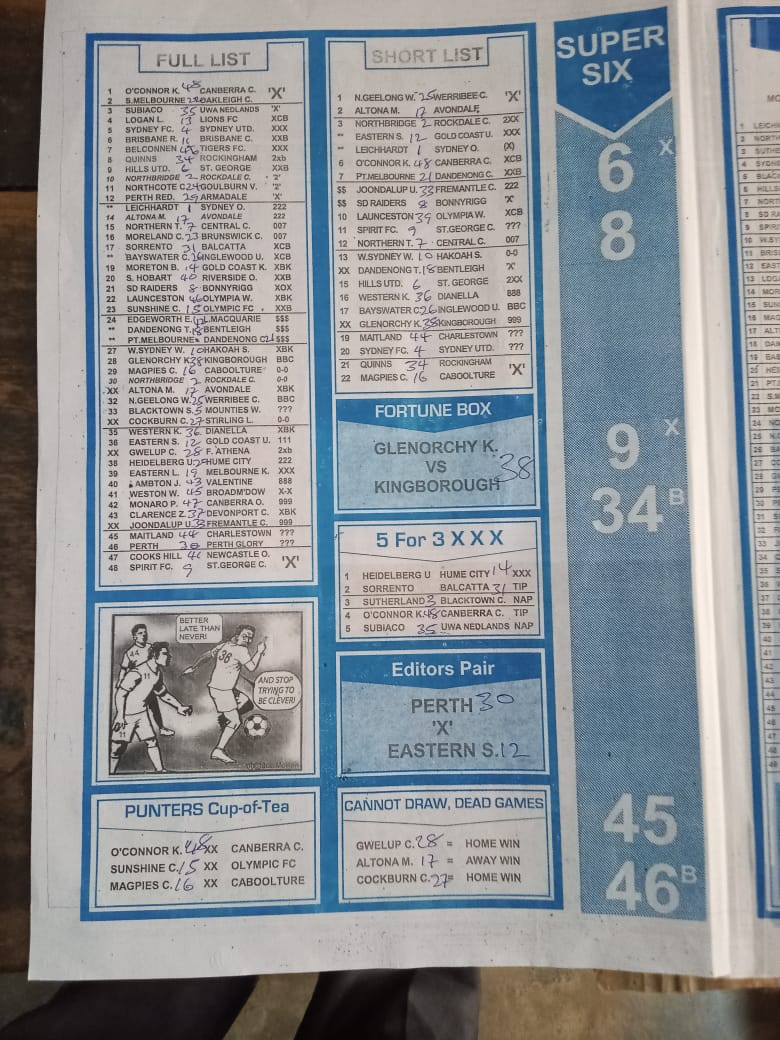 FULL LIST
1 O'CONNOR K. 48 CANBERRA C. 'X'
2 S.MELBOURNE 22 OAKLEIGH C.
3 SUBIACO 35 UWA NEDLANDS 'X'
4 LOGAN L. 13 LIONS FC XCB
5 SYDNEY FC. 4 SYDNEY UTD. XXX
6 BRISBANE R. 11 BRISBANE C. XXB
7 BELCONNEN TIGERS FC. XXX
8 QUINNS 34 ROCKINGHAM 2xb
9 HILLS UTD. 6 ST. GEORGE XXB
10 NORTHBRIDGE 2 ROCKDALE C. '2'
11 NORTHCOTE C 24 GOULBURN V. '2'
12 PERTH RED. 29 ARMADALE 'X'
** LEICHHARDT 1 SYDNEY O. 222
14 ALTONA M. 17 AVONDALE 222
15 NORTHERN T. 7 CENTRAL C. 007
16 MORELAND C. 23 BRUNSWICK C. 007
17 SORRENTO 31 BALCATTA XCB
** BAYSWATER C. 26 INGLEWOOD U. XCB
19 MORETON B. 14 GOLD COAST K. XBK
20 S. HOBART 40 RIVERSIDE O. XXB
21 SD RAIDERS 8 BONNYRIGG XOX
22 LAUNCESTON OLYMPIA W. XBK
23 SUNSHINE C. 15 OLYMPIC FC. XXB
24 EDGEWORTH E. L.MACQUARIE $$$
** DANDENONG T. 18 BENTLEIGH $$$
** PT.MELBOURNE DANDENONG C 21 $$$
27 W.SYDNEY W. 10 HAKOAH S. XBK
28 GLENORCHY K 38 KINGBOROUGH BBC
29 MAGPIES C. 16 CABOOLTURE 0-0
30 NORTHBRIDGE 2 ROCKDALE C. 0-0
.XX ALTONA M. 17 AVONDALE XBK
32 N.GEELONG W. 25 WERRIBEE C. BBC
33 BLACKTOWN S. 5 MOUNTIES W. ???
XX COCKBURN C. 27 STIRLING L. 0-0
35 WESTERN K. 36 DIANELLA XBK
36 EASTERN S. 12 GOLD COAST U. 111
XX GWELUP C. 28 F. ATHENA 2xb
38 HEIDELBERG U. HUME CITY 222
39 EASTERN L. 19 MELBOURNE K. XXX
40 LAMBTON J. 43 VALENTINE 888
41 WESTON W. 45 BROADM'DOW X-X
42 MONARO P. 47 CANBERRA O. 999
43 CLARENCE Z. 37 DEVONPORT C. XBK
XX JOONDALUP U. 33 FREMANTLE C. 999
45 MAITLAND 44 CHARLESTOWN ???
46 PERTH 30 PERTH GLORY ???
47 COOKS HILL NEWCASTLE O. 'X'
48 SPIRIT FC. 9 ST.GEORGE C.
BETTER LATE THAN NEVER!
AND STOP TRYING TO BE CLEVER!
44
11
36
11
PUNTERS Cup-of-Tea
O'CONNOR K. 48 XX CANBERRA C.
SUNSHINE C. 15 XX OLYMPIC FC
MAGPIES C. 16 XX CABOOLTURE
SHORT LIST
1 N.GEELONG W. 25 WERRIBEE C. 'X'
2 ALTONA M. 17 AVONDALE
3 NORTHBRIDGE 2 ROCKDALE C. 2XX
** EASTERN S. 12 GOLD COAST U. XXX
** LEICHHARDT 1 SYDNEY O. (X)
6 O'CONNOR K. 48 CANBERRA C. XCB
7 PT.MELBOURNE 21 DANDENONG C. XXB
$$ JOONDALUP U. 33 FREMANTLE C. 222
$$ SD RAIDERS 8 BONNYRIGG 'X'
10 LAUNCESTON 39 OLYMPIA W. XCB
11 SPIRIT FC. 9 ST.GEORGE C. ???
12 NORTHERN T. 7 CENTRAL C. 007
13 W.SYDNEY W. 10 HAKOAH S. 0-0
XX DANDENONG T. 18 BENTLEIGH 'X'
15 HILLS UTD. 6 ST. GEORGE 2XX
16 WESTERN K. 36 DIANELLA 888
17 BAYSWATER C 26 INGLEWOOD U. BBC
XX GLENORCHY K. 38 KINGBOROUGH 999
19 MAITLAND 44 CHARLESTOWN ???
20 SYDNEY FC. 4 SYDNEY UTD. ???
21 QUINNS 34 ROCKINGHAM 'X'
22 MAGPIES C. 16 CABOOLTURE
FORTUNE BOX
GLENORCHY K.
VS
KINGBOROUGH 38
5 For 3 X X X
1 HEIDELBERG U HUME CITY 14 XXX
2 SORRENTO BALCATTA 31 TIP
3 SUTHERLAND 3 BLACKTOWN C. NAP
4 O'CONNOR K. 48 CANBERRA C. TIP
5 SUBIACO 35 UWA NEDLANDS NAP
Editors Pair
PERTH 30
'X'
EASTERN S. 12
CANNOT DRAW, DEAD GAMES
GWELUP C. 28 = HOME WIN
ALTONA M. 17 = AWAY WIN
COCKBURN C. 27 = HOME WIN
SUPER
SIX
6 X
8
9 X
34 B
45
46 B